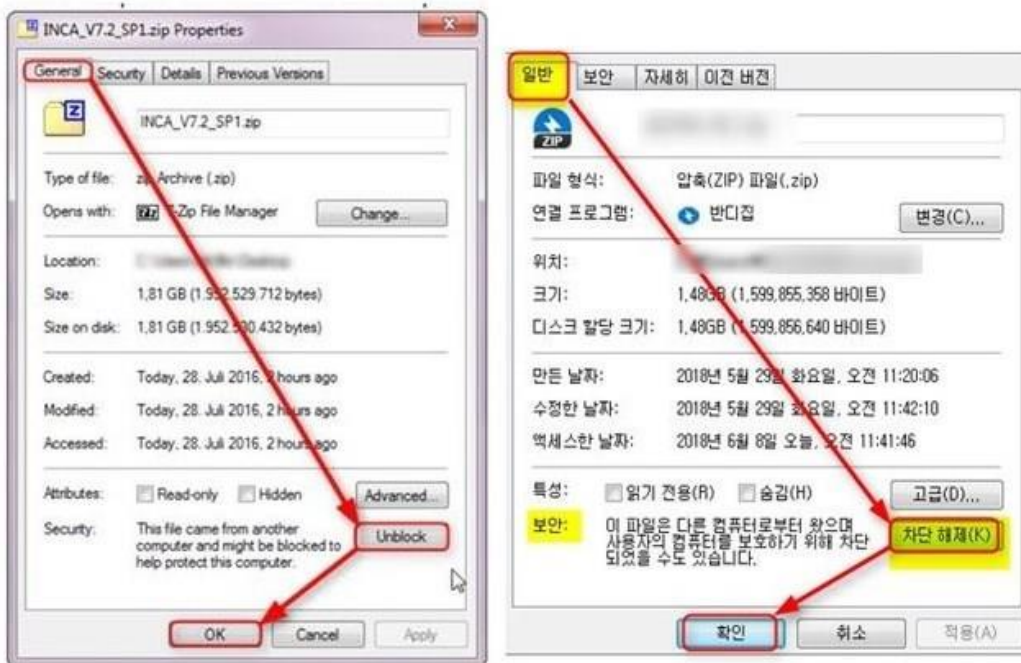 INCA_V7.2_SP1.zip Properties
General Security Details Previous Versions
INCA_V7.2_SP1.zip
Type of file: zip Archive (.zip)
Opens with: 7-Zip File Manager Change...
Location:
Size: 1,81 GB (1.952.529.712 bytes)
Size on disk: 1,81 GB (1.952.530.432 bytes)
Created: Today, 28. Juli 2016, 2 hours ago
Modified: Today, 28. Juli 2016, 2 hours ago
Accessed: Today, 28. Juli 2016, 2 hours ago
Attributes: Read-only Hidden Advanced...
Security: This file came from another
computer and might be blocked to
help protect this computer.
Unblock
OK Cancel Apply
일반 보안 자세히 이전 버전
ZIP
파일 형식: 압축(ZIP) 파일(.zip)
연결 프로그램: 반디집 변경(C)...
위치:
크기: 1,48GB (1,599,855,358 바이트)
디스크 할당 크기: 1,48GB (1,599,856,640 바이트)
만든 날짜: 2018년 5월 29일 화요일, 오전 11:20:06
수정한 날짜: 2018년 5월 29일 화요일, 오전 11:42:10
액세스한 날짜: 2018년 6월 8일 오늘, 오전 11:41:46
특성: 읽기 전용(R) 숨김(H) 고급(D)...
보안: 이 파일은 다른 컴퓨터로부터 왔으며
사용자의 컴퓨터를 보호하기 위해 차단
되었을 수도 있습니다.
차단 해제(K)
확인 취소 적용(A)